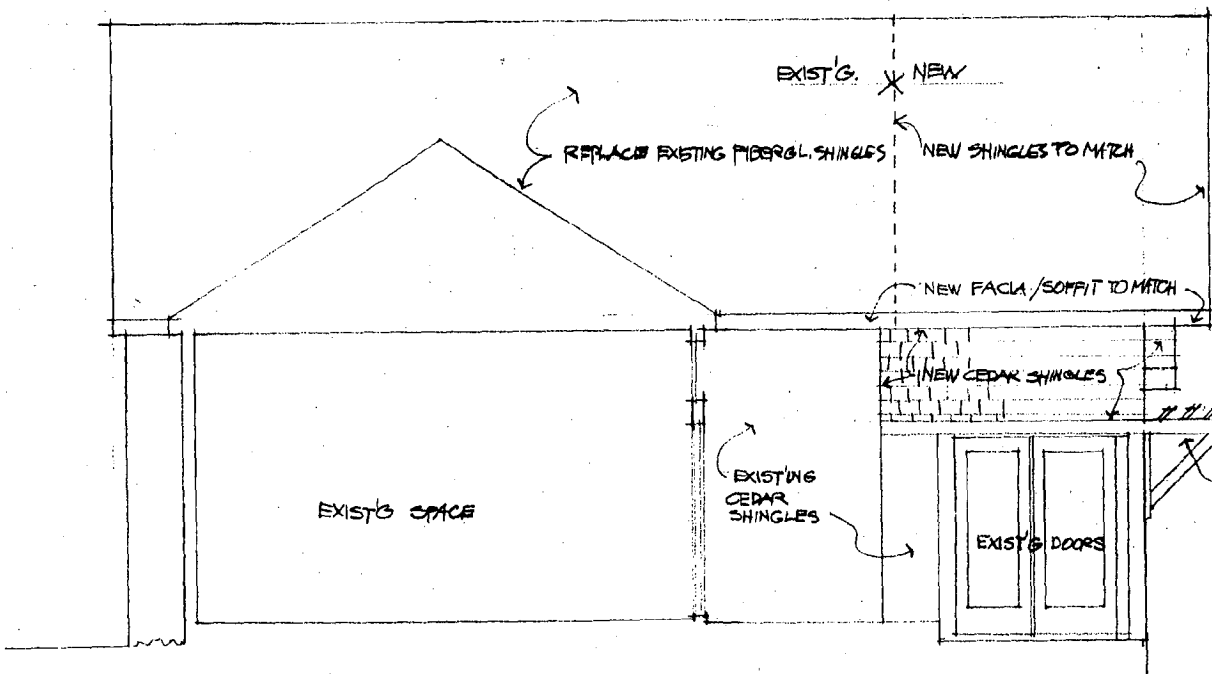 EXIST'G. NEW
REPLACE EXISTING FIBERGL. SHINGLES
NEW SHINGLES TO MATCH
NEW FACIA/SOFFIT TO MATCH
NEW CEDAR SHINGLES
EXIST'ING
CEDAR
SHINGLES
EXIST'G SPACE
EXIST'G DOORS